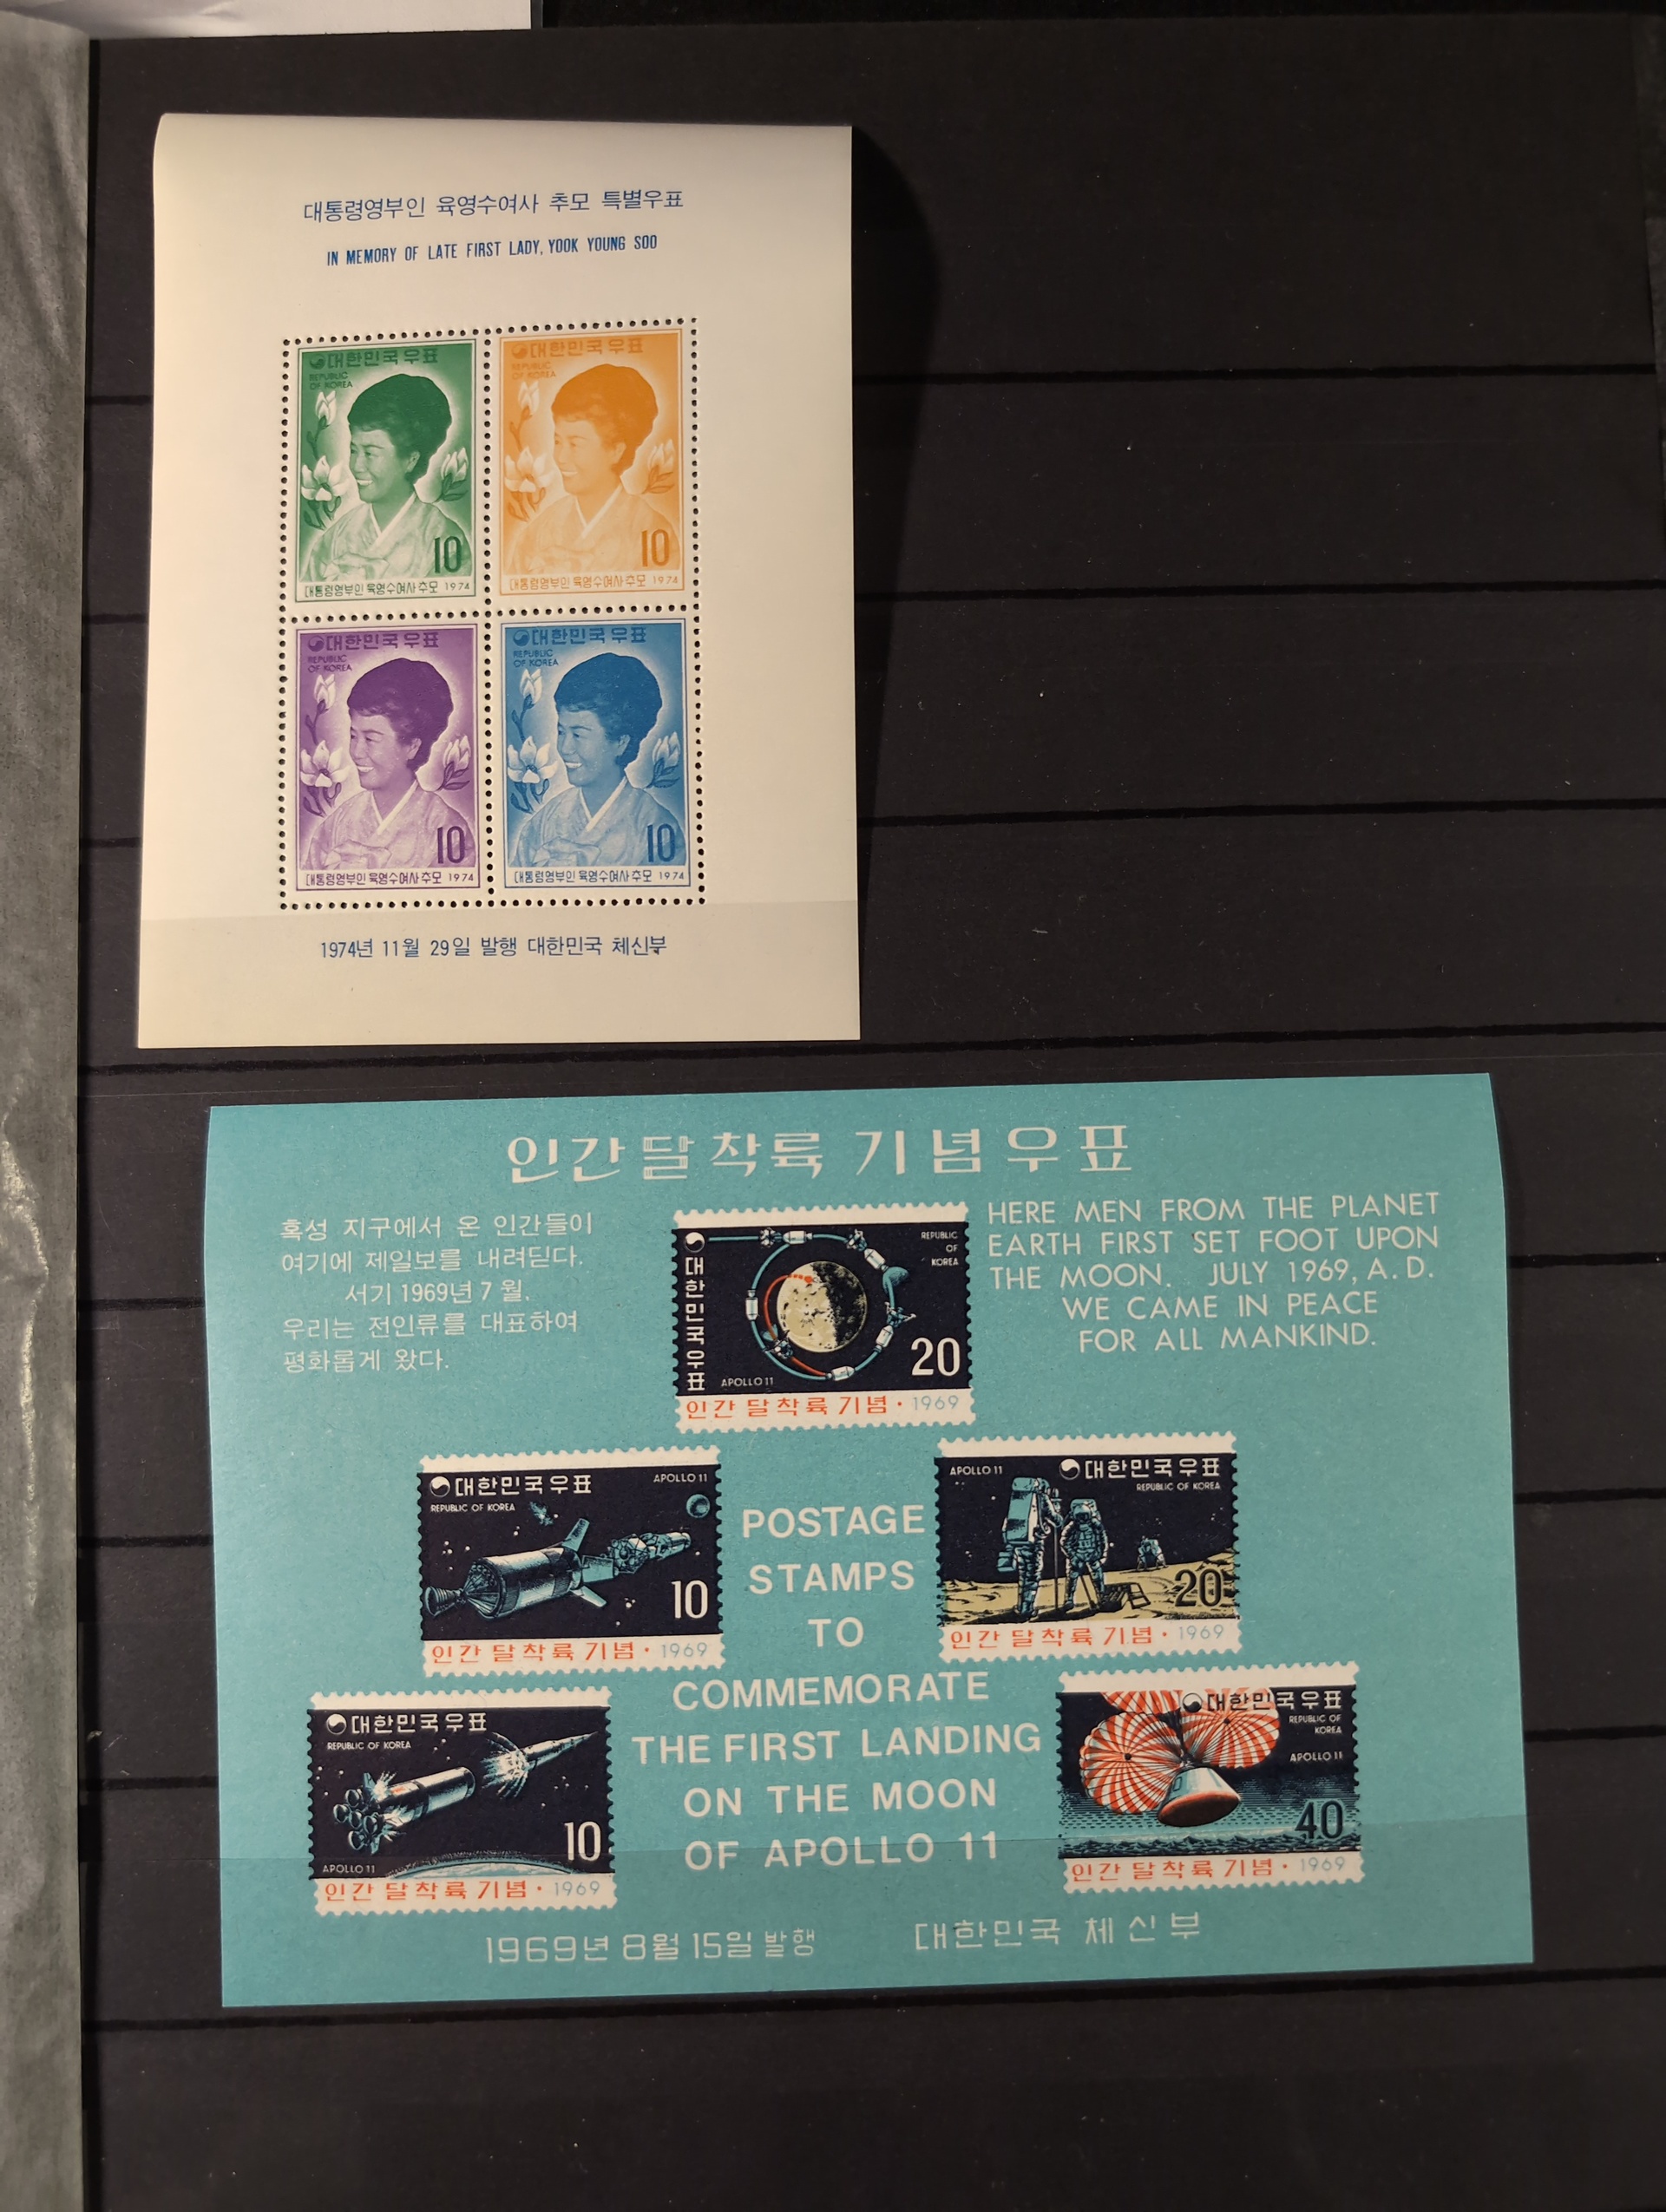 대통령영부인 육영수여사 추모 특별우표
IN MEMORY OF LATE FIRST LADY, YOOK YOUNG SOO
대한민국우표
REPUBLIC
OF KOREA
10
대통령영부인 육영수여사 추모 1974
대한민국우표
REPUBLIC
OF KOREA
10
대통령영부인 육영수여사 추모 1974
대한민국우표
REPUBLIC
OF KOREA
10
대통령영부인 육영수여사 추모 1974
대한민국우표
REPUBLIC
OF KOREA
10
대통령영부인 육영수여사 추모 1974
1974년 11월 29일 발행 대한민국 체신부
인간 달 착륙 기념우표
혹성 지구에서 온 인간들이
여기에 제일보를 내려딛다.
서기 1969년 7 월.
우리는 전인류를 대표하여
평화롭게 왔다.
대한민국우표
REPUBLIC
OF
KOREA
20
APOLLO 11
인간 달 착륙 기념 · 1969
HERE MEN FROM THE PLANET
EARTH FIRST SET FOOT UPON
THE MOON. JULY 1969, A. D.
WE CAME IN PEACE
FOR ALL MANKIND.
대한민국우표
REPUBLIC OF KOREA
APOLLO 11
10
인간 달 착륙 기념 · 1969
APOLLO 11
대한민국우표
REPUBLIC OF KOREA
20
인간 달 착륙 기념 · 1969
POSTAGE
STAMPS
TO
COMMEMORATE
THE FIRST LANDING
ON THE MOON
OF APOLLO 11
대한민국우표
REPUBLIC OF KOREA
10
APOLLO 11
인간 달 착륙 기념 · 1969
대한민국우표
REPUBLIC OF
KOREA
APOLLO 11
40
인간 달 착륙 기념 · 1969
1969년 8월 15일 발행 대한민국 체신부